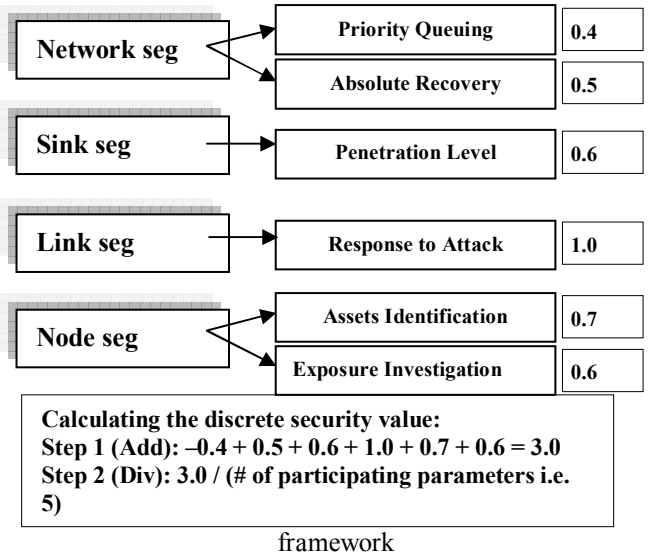 Network seg
Priority Queuing
0.4
Absolute Recovery
0.5
Sink seg
Penetration Level
0.6
Link seg
Response to Attack
1.0
Node seg
Assets Identification
0.7
Exposure Investigation
0.6
Calculating the discrete security value:
Step 1 (Add): –0.4 + 0.5 + 0.6 + 1.0 + 0.7 + 0.6 = 3.0
Step 2 (Div): 3.0 / (# of participating parameters i.e.
5)
framework